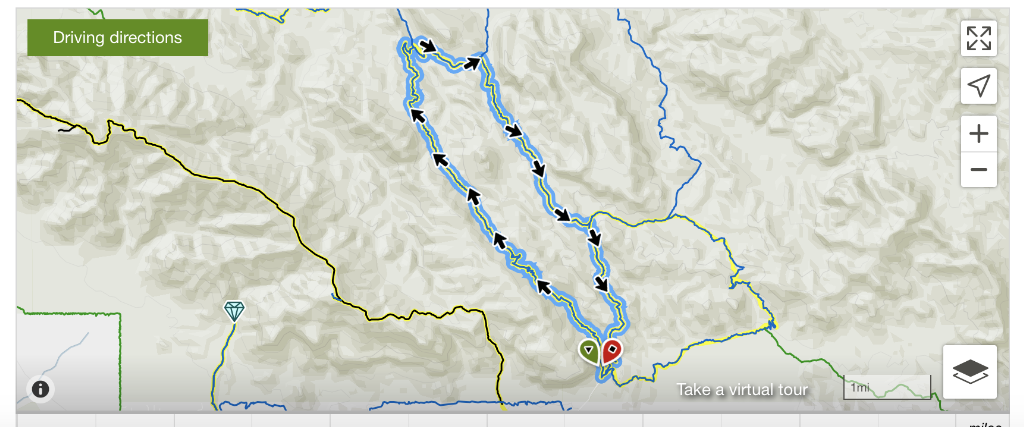 Driving directions
Take a virtual tour
1mi
miles